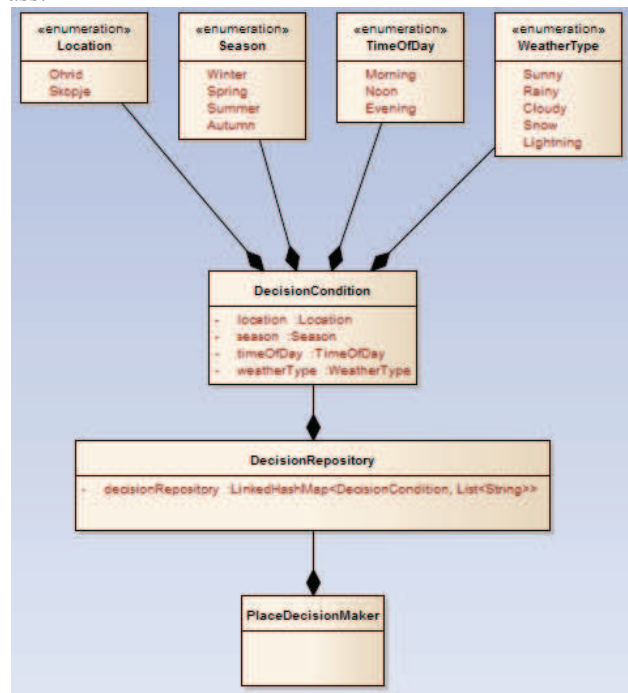 «enumeration»
Location
Ohrid
Skopje
«enumeration»
Season
Winter
Spring
Summer
Autumn
«enumeration»
TimeOfDay
Morning
Noon
Evening
«enumeration»
WeatherType
Sunny
Rainy
Cloudy
Snow
Lightning
DecisionCondition
- location :Location
- season :Season
- timeOfDay :TimeOfDay
- weatherType :WeatherType
DecisionRepository
- decisionRepository :LinkedHashMap<DecisionCondition, List<String>>
PlaceDecisionMaker